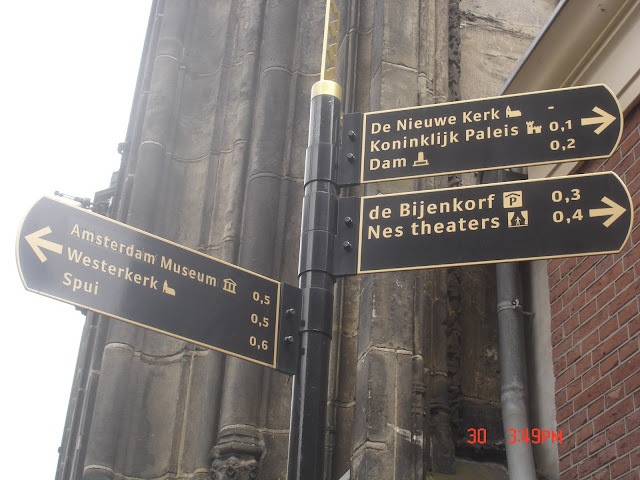 De Nieuwe Kerk -
Koninklijk Paleis 0,1
Dam 0,2
de Bijenkorf P 0,3
Nes theaters 0,4
Amsterdam Museum 0,5
Westerkerk 0,5
Spui 0,6
30 3:49PM